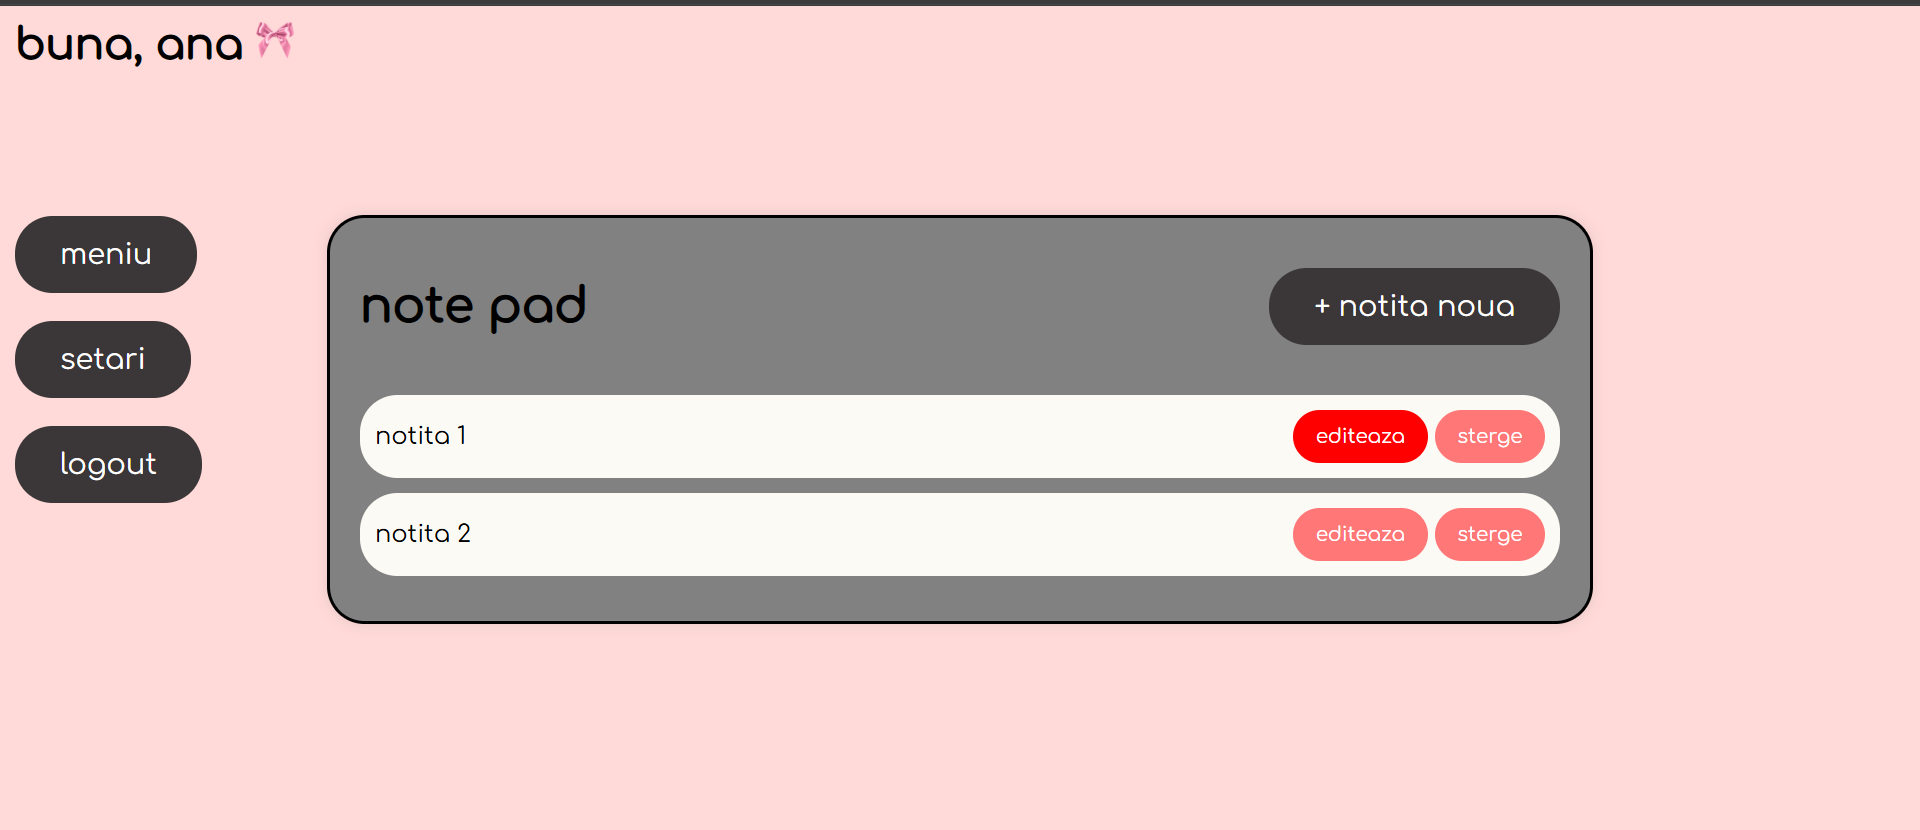 buna, ana 🎀
meniu
setari
logout
note pad
+ notita noua
notita 1
editeaza
sterge
notita 2
editeaza
sterge